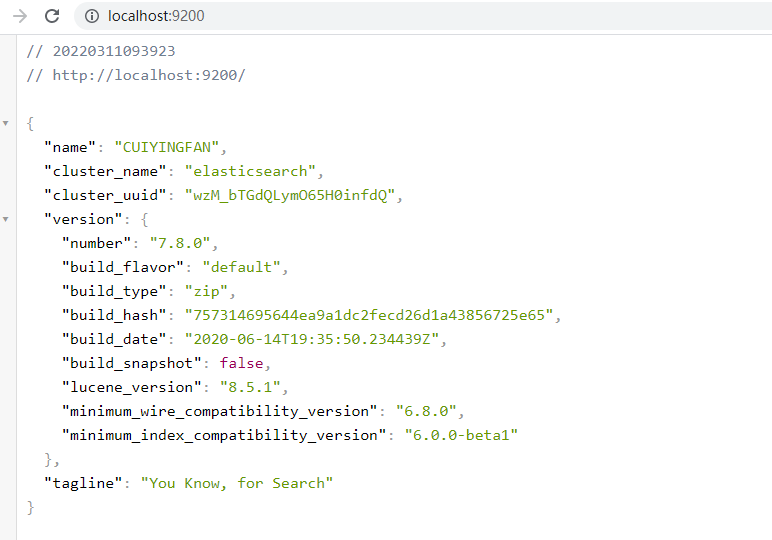 localhost:9200
// 20220311093923
// http://localhost:9200/
{
"name": "CUIYINGFAN",
"cluster_name": "elasticsearch",
"cluster_uuid": "wzM_bTGdQLymO65H0infdQ",
"version": {
"number": "7.8.0",
"build_flavor": "default",
"build_type": "zip",
"build_hash": "757314695644ea9a1dc2fecd26d1a43856725e65",
"build_date": "2020-06-14T19:35:50.234439Z",
"build_snapshot": false,
"lucene_version": "8.5.1",
"minimum_wire_compatibility_version": "6.8.0",
"minimum_index_compatibility_version": "6.0.0-beta1"
},
"tagline": "You Know, for Search"
}